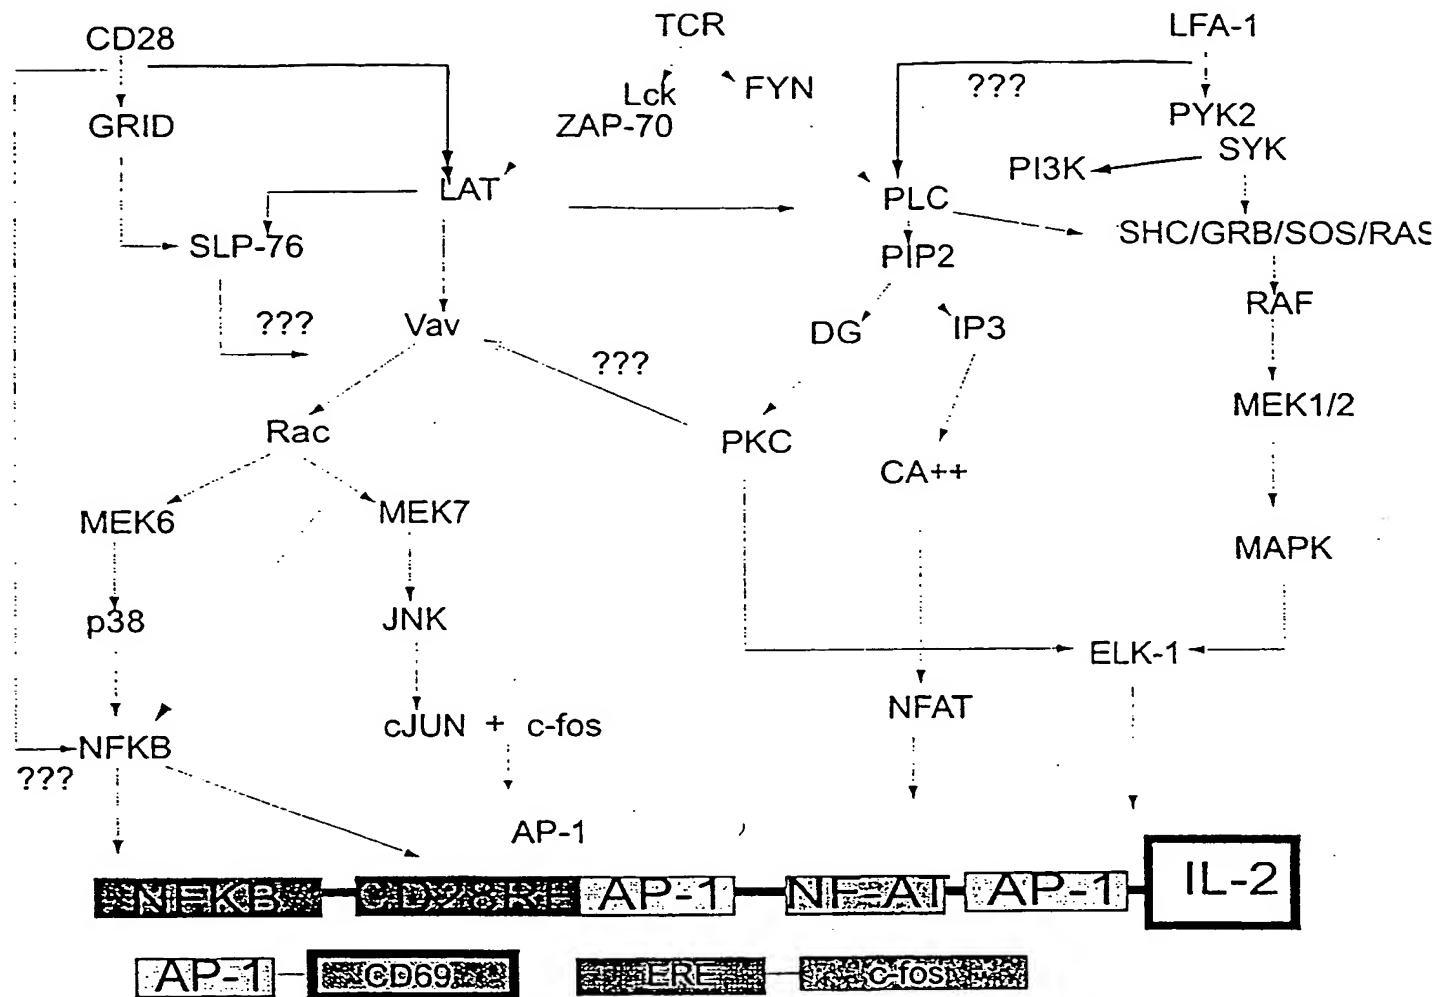 CD28
TCR
LFA-1
Lck
FYN
???
GRID
ZAP-70
PYK2
SYK
PI3K
LAT
PLC
SLP-76
SHC/GRB/SOS/RAS
PIP2
RAF
???
Vav
DG
IP3
???
MEK1/2
Rac
PKC
CA++
MEK6
MEK7
MAPK
p38
JNK
ELK-1
NFAT
cJUN + c-fos
NFKB
???
AP-1
NFKB
CD28RE
AP-1
NF-AT
AP-1
IL-2
AP-1
CD69
ERE
c-fos